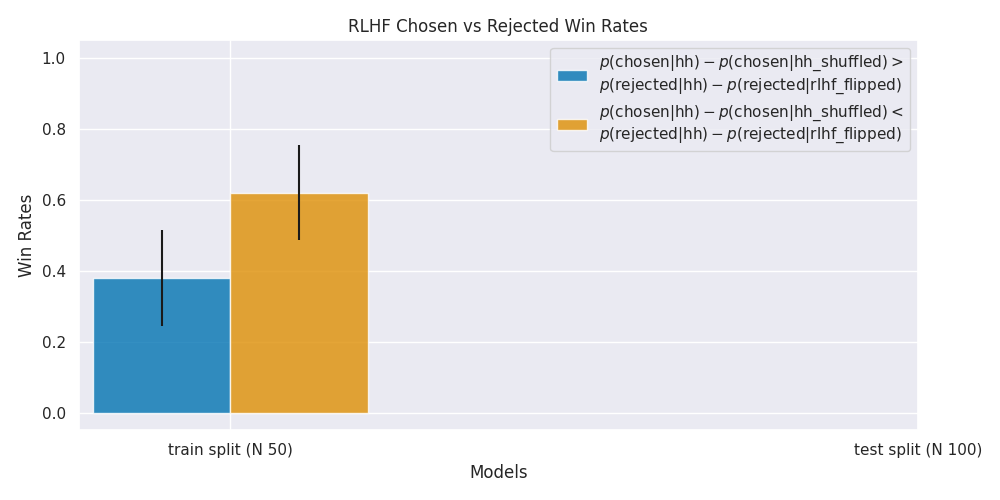 RLHF Chosen vs Rejected Win Rates
1.0
0.8
0.6
0.4
0.2
0.0
Win Rates
p(chosen|hh) − p(chosen|hh_shuffled) >
p(rejected|hh) − p(rejected|rlhf_flipped)
p(chosen|hh) − p(chosen|hh_shuffled) <
p(rejected|hh) − p(rejected|rlhf_flipped)
train split (N 50)
test split (N 100)
Models